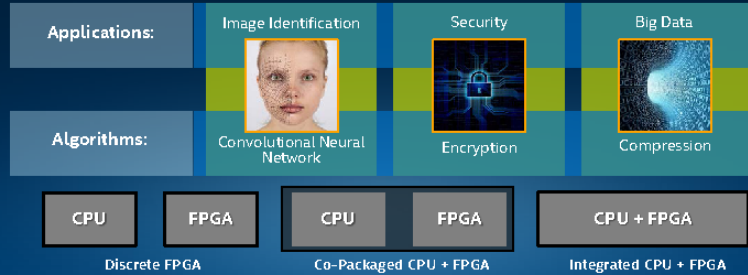 Applications:
Image Identification
Security
Big Data
Algorithms:
Convolutional Neural
Network
Encryption
Compression
CPU
FPGA
CPU
FPGA
CPU + FPGA
Discrete FPGA
Co-Packaged CPU + FPGA
Integrated CPU + FPGA